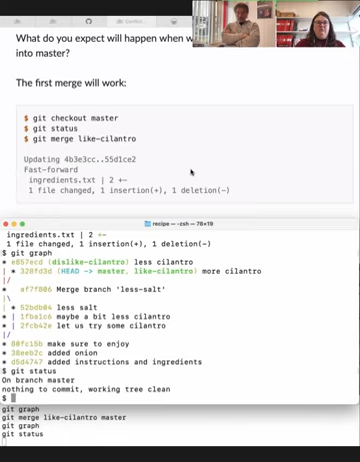 What do you expect will happen when w
into master?
The first merge will work:
$ git checkout master
$ git status
$ git merge like-cilantro
Updating 4b3e3cc..55d1ce2
Fast-forward
ingredients.txt | 2 +-
1 file changed, 1 insertion(+), 1 deletion(-)
recipe — -zsh — 78×19
ingredients.txt | 2 +-
1 file changed, 1 insertion(+), 1 deletion(-)
$ git graph
* e857ecd (dislike-cilantro) less cilantro
| * 328fd3d (HEAD -> master, like-cilantro) more cilantro
|/
*   af7f806 Merge branch 'less-salt'
|\
| * 52bdb04 less salt
* | 1fba1c6 maybe a bit less cilantro
* | 2fcb42e let us try some cilantro
|/
* 80fc15b make sure to enjoy
* 38eeb2c added onion
* d5d4747 added instructions and ingredients
$ git status
On branch master
nothing to commit, working tree clean
$
git graph
git merge like-cilantro master
git graph
git status